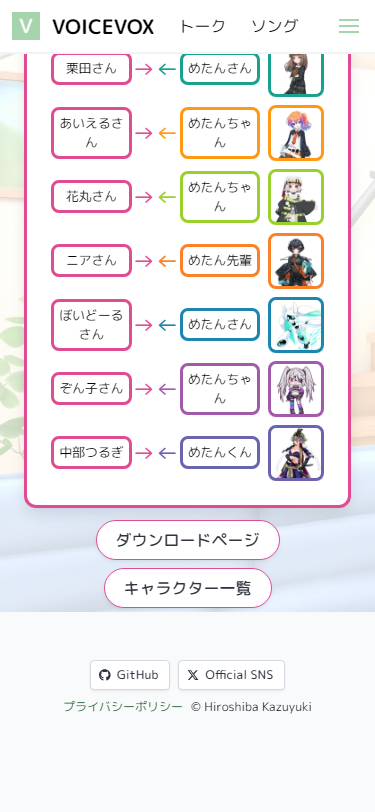 V VOICEVOX トーク ソング
栗田さん → ← めたんさん
あいえるさ
ん → ← めたんちゃ
ん
花丸さん → ← めたんちゃ
ん
ニアさん → ← めたん先輩
ぼいどーる
さん → ← めたんさん
ぞん子さん → ← めたんちゃ
ん
中部つるぎ → ← めたんくん
ダウンロードページ
キャラクター一覧
GitHub Official SNS
プライバシーポリシー © Hiroshiba Kazuyuki